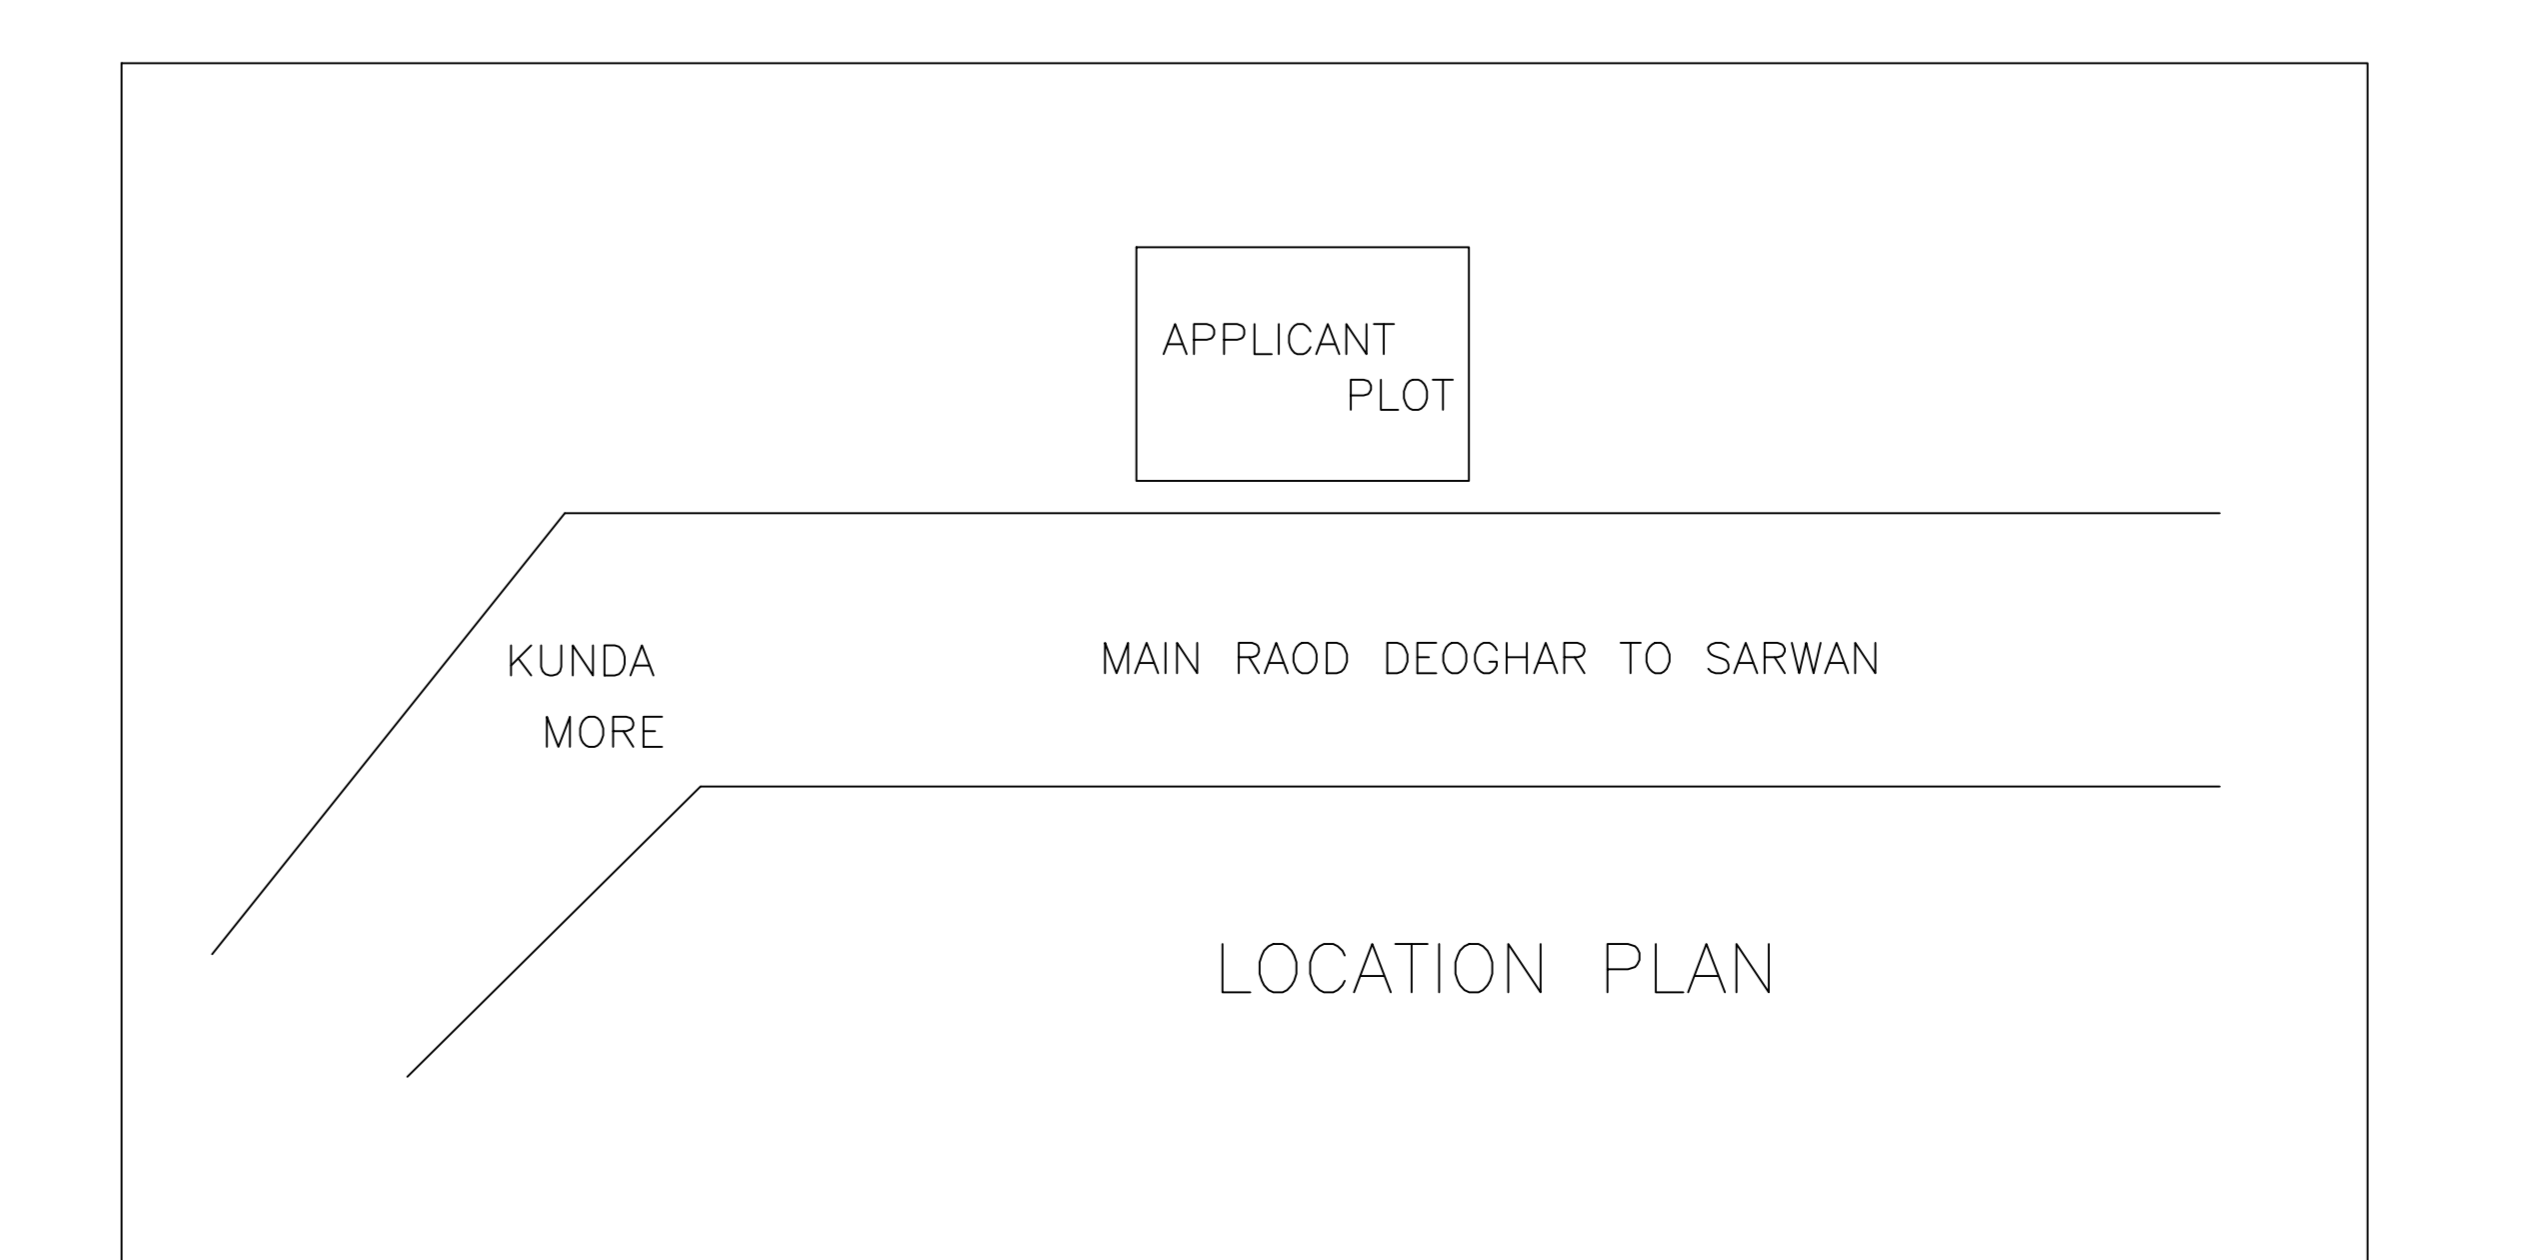 APPLICANT
PLOT
KUNDA
MORE
MAIN RAOD DEOGHAR TO SARWAN
LOCATION PLAN